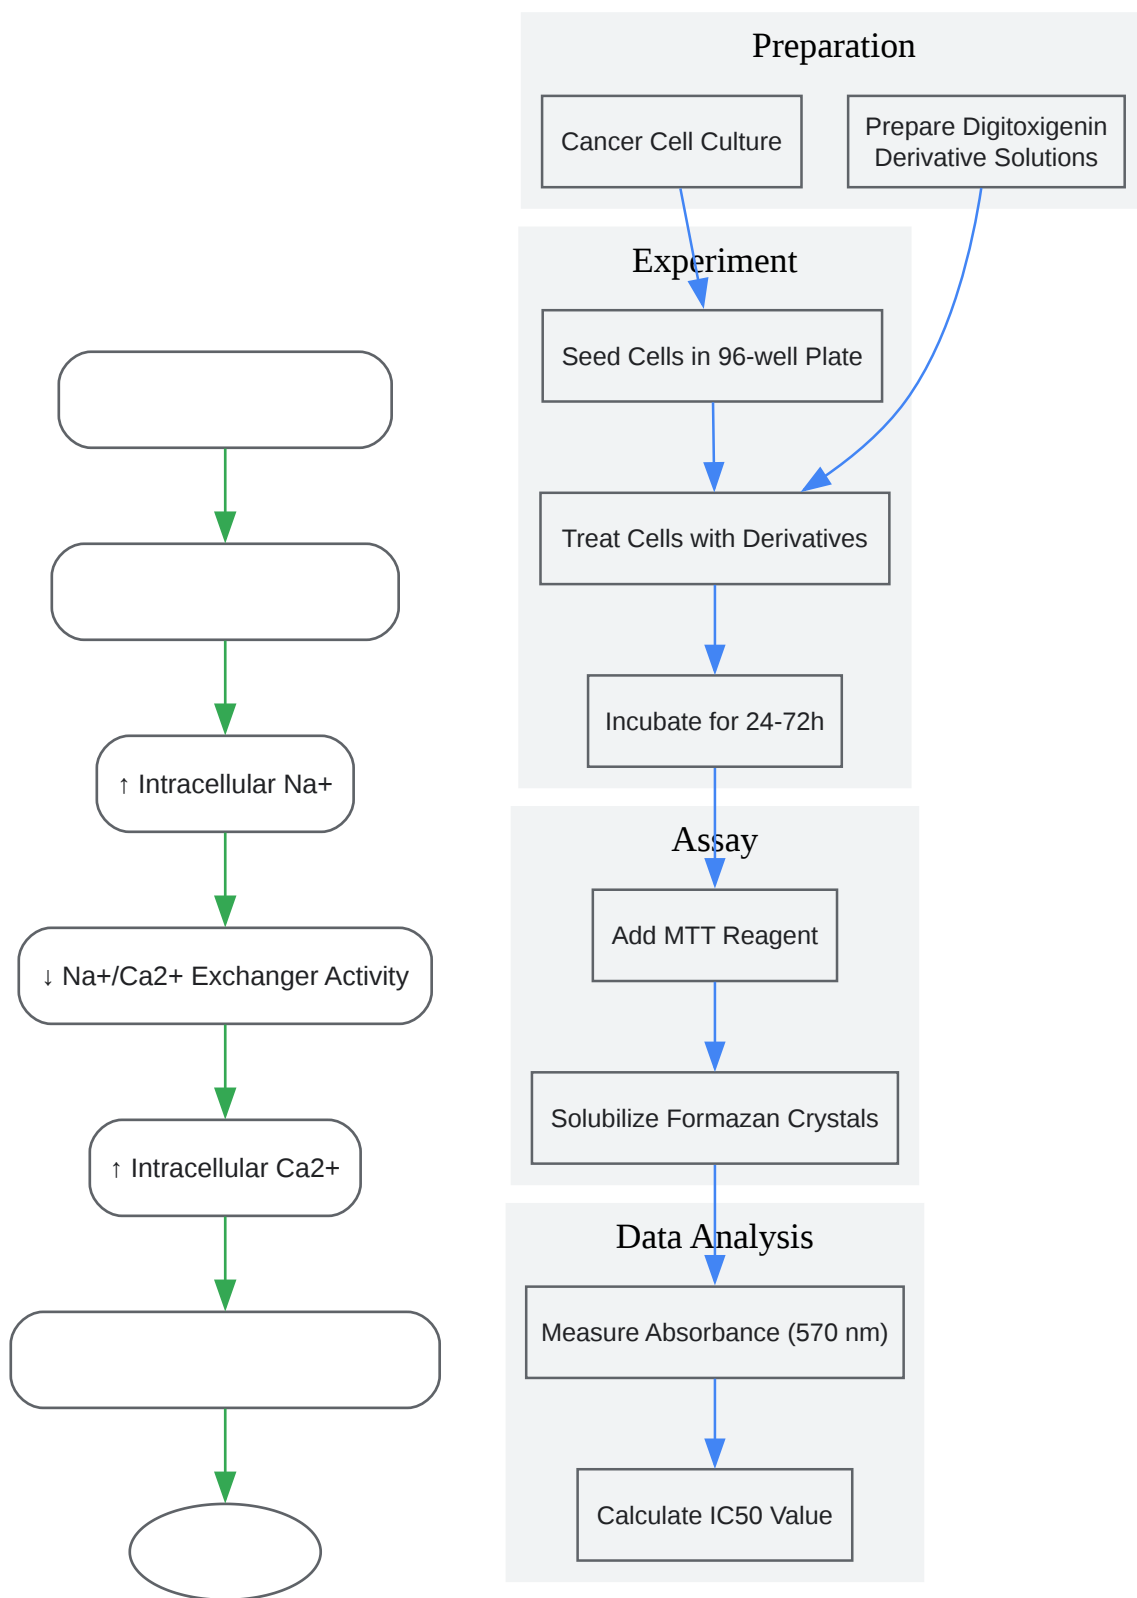 Preparation
Cancer Cell Culture
Prepare Digitoxigenin
Derivative Solutions
Experiment
Seed Cells in 96-well Plate
Treat Cells with Derivatives
Incubate for 24-72h
↑ Intracellular Na+
Assay
Add MTT Reagent
↓ Na+/Ca2+ Exchanger Activity
Solubilize Formazan Crystals
↑ Intracellular Ca2+
Data Analysis
Measure Absorbance (570 nm)
Calculate IC50 Value